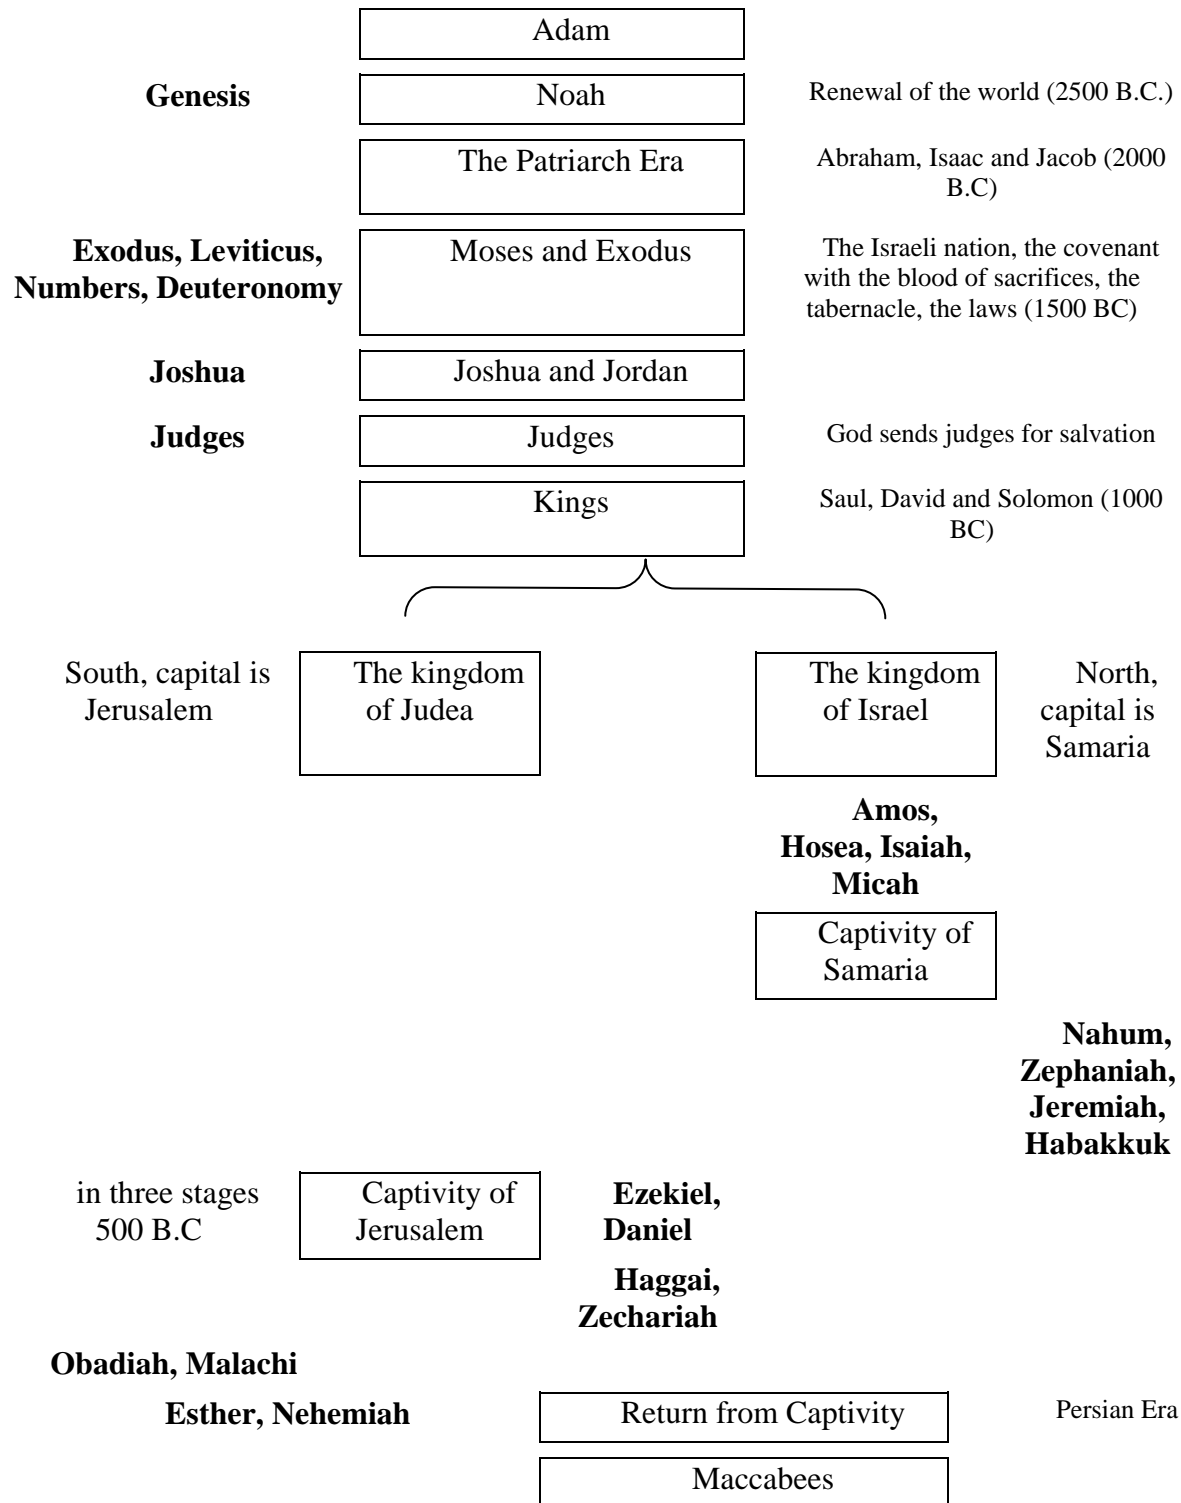 Adam
Genesis
Noah
Renewal of the world (2500 B.C.)
The Patriarch Era
Abraham, Isaac and Jacob (2000
B.C)
Exodus, Leviticus,
Numbers, Deuteronomy
Moses and Exodus
The Israeli nation, the covenant
with the blood of sacrifices, the
tabernacle, the laws (1500 BC)
Joshua
Joshua and Jordan
Judges
Judges
God sends judges for salvation
Kings
Saul, David and Solomon (1000
BC)
South, capital is
Jerusalem
The kingdom
of Judea
The kingdom
of Israel
North,
capital is
Samaria
Amos,
Hosea, Isaiah,
Micah
Captivity of
Samaria
Nahum,
Zephaniah,
Jeremiah,
Habakkuk
in three stages
500 B.C
Captivity of
Jerusalem
Ezekiel,
Daniel
Haggai,
Zechariah
Obadiah, Malachi
Esther, Nehemiah
Return from Captivity
Persian Era
Maccabees